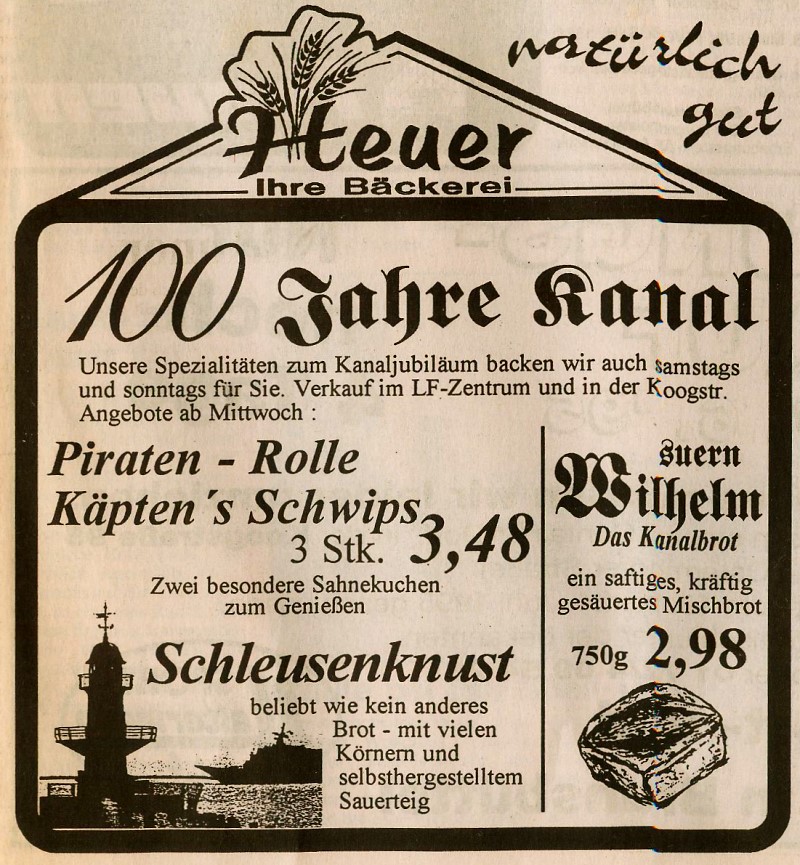 natürlich
gut
Heuer
Ihre Bäckerei
100 Jahre Kanal
Unsere Spezialitäten zum Kanaljubiläum backen wir auch samstags
und sonntags für Sie. Verkauf im LF-Zentrum und in der Koogstr.
Angebote ab Mittwoch :
Piraten - Rolle
Käpten´s Schwips
3 Stk. 3,48
Zwei besondere Sahnekuchen
zum Genießen
Schleusenknust
beliebt wie kein anderes
Brot - mit vielen
Körnern und
selbsthergestelltem
Sauerteig
suern
Wilhelm
Das Kanalbrot
ein saftiges, kräftig
gesäuertes Mischbrot
750g 2,98